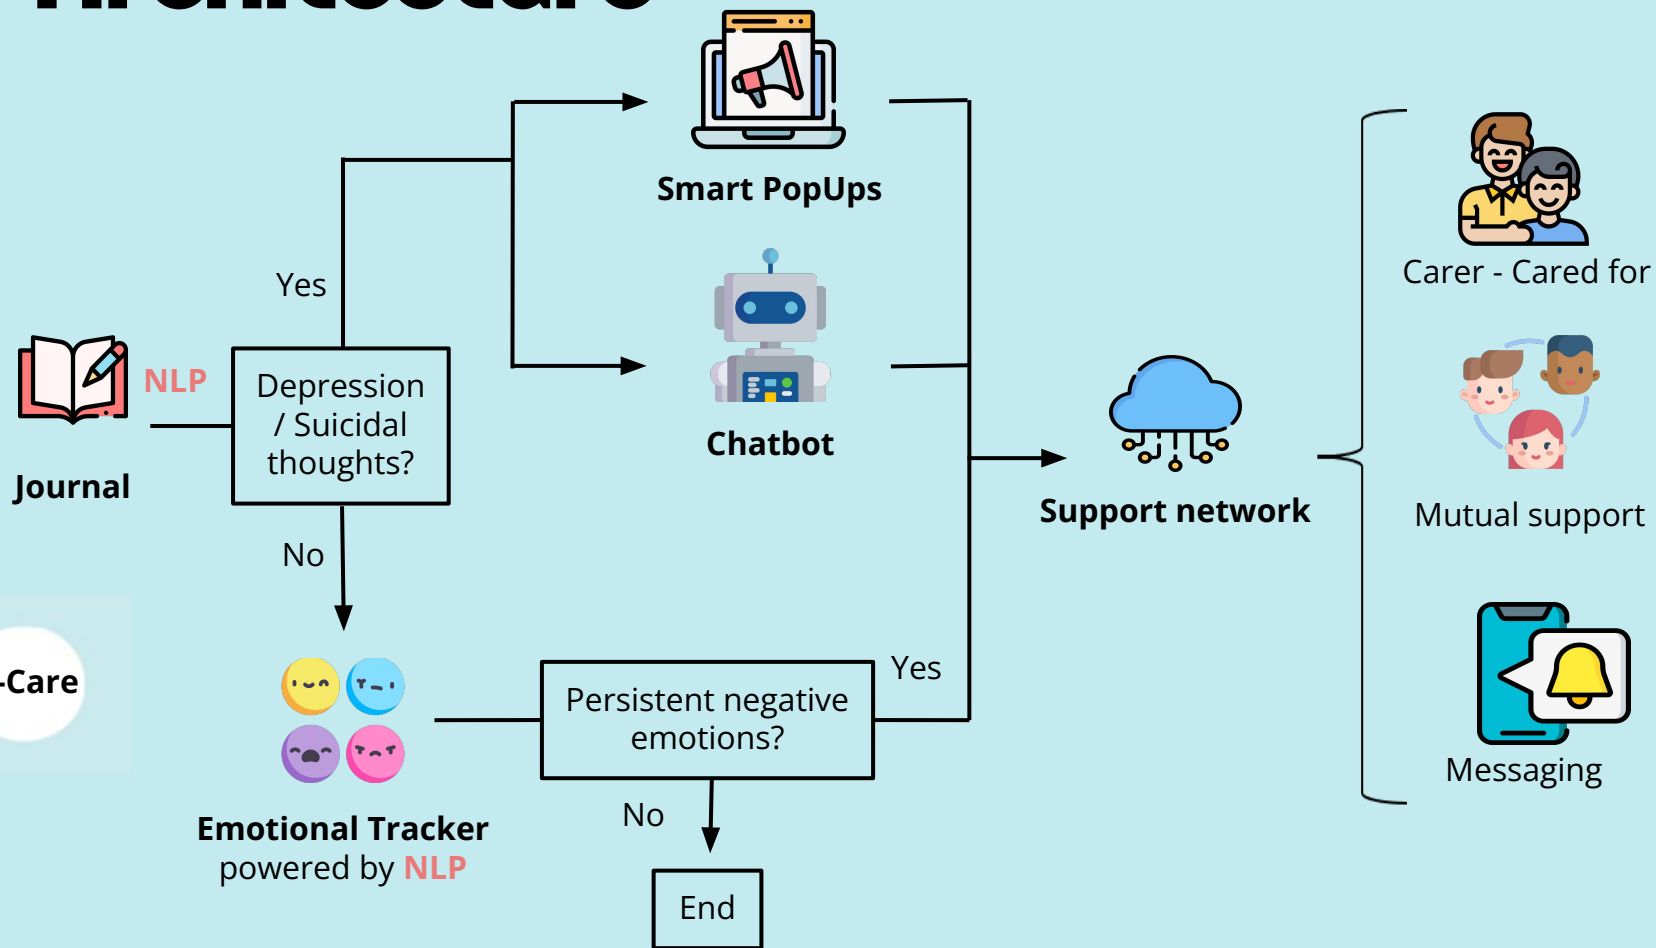 Architecture
Smart PopUps
Yes
Carer - Cared for
NLP
Depression
/ Suicidal
thoughts?
Chatbot
Journal
Support network
Mutual support
No
-Care
Persistent negative
emotions?
Yes
Messaging
Emotional Tracker
powered by NLP
No
End